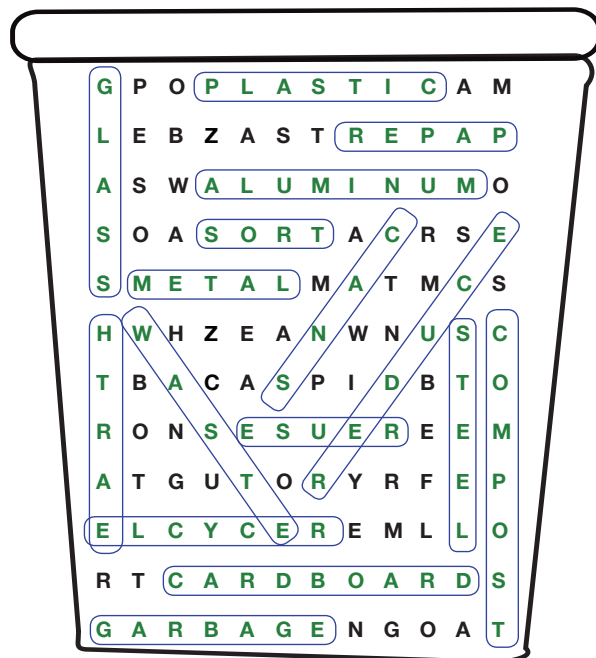 G P O P L A S T I C A M
L E B Z A S T R E P A P
A S W A L U M I N U M O
S O A S O R T A C R S E
S M E T A L M A T M C S
H W H Z E A N W N U S C
T B A C A S P I D B T O
R O N S E S U E R E E M
A T G U T O R Y R F E P
E L C Y C E R E M L L O
R T C A R D B O A R D S
G A R B A G E N G O A T